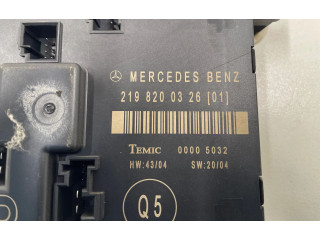 MERCEDES BENZ
219 820 03 26 [01]
TEMIC 0000 5032
HW:43/04 SW:20/04
Q5